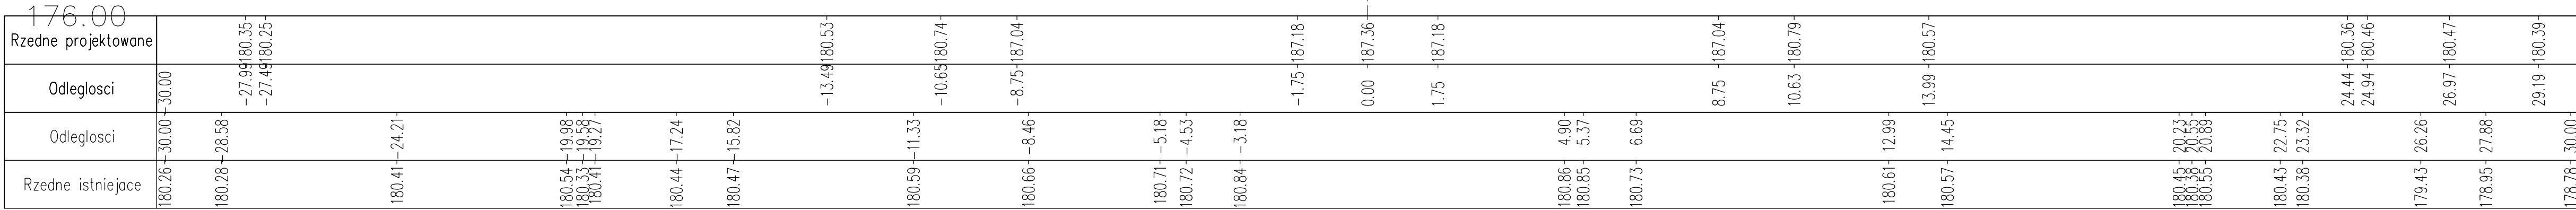 176.00
Rzedne projektowane 180.35 180.25 180.53 180.74 187.04 187.18 187.36 187.18 187.04 180.79 180.57 180.36 180.46 180.47 180.39
Odleglosci -30.00 -27.99 -27.49 -13.49 -10.65 -8.75 -1.75 0.00 1.75 8.75 10.63 13.99 24.44 24.94 26.97 29.19
Odleglosci -30.00 -28.58 -24.21 -19.98 -19.59 -19.27 -17.24 -15.82 -11.33 -8.46 -5.18 -4.53 -3.18 4.90 5.37 6.69 12.99 14.45 20.23 20.55 20.89 22.75 23.32 26.26 27.88 30.00
Rzedne istniejace 180.26 180.28 180.41 180.54 180.33 180.41 180.44 180.47 180.59 180.66 180.71 180.72 180.84 180.86 180.85 180.73 180.61 180.57 180.45 180.38 180.55 180.43 180.38 179.43 178.95 178.78